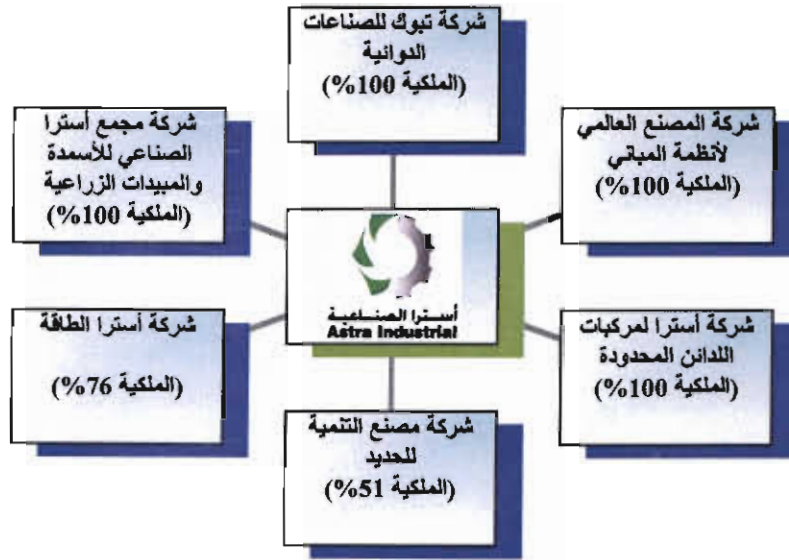 شركة تبوك للصناعات
الدوائية
(الملكية 100%)
شركة المصنع العالمي
لأنظمة المباني
(الملكية 100%)
شركة مجمع أسترا
الصناعي للأسمدة
والمبيدات الزراعية
(الملكية 100%)
أسترا الصناعية
Astra Industrial
شركة أسترا لمركبات
اللدائن المحدودة
(الملكية 100%)
شركة أسترا الطاقة
(الملكية 76%)
شركة مصنع التنمية
للحديد
(الملكية 51%)